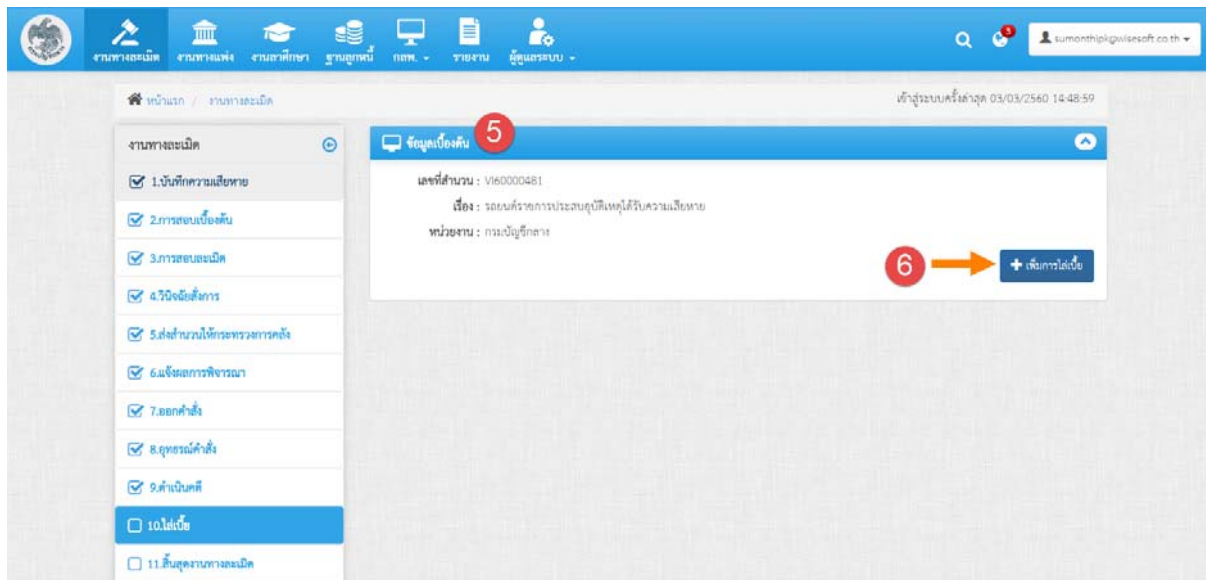 งานทางละเมิด งานทางแพ่ง งานอาศึกษา ฐานลูกหนี้ กลพ. รายงาน ผู้ดูแลระบบ
3 sumonthipk@wisesoft.co.th
หน้าแรก / งานทางละเมิด
เข้าสู่ระบบครั้งล่าสุด 03/03/2560 14:48:59
งานทางละเมิด
1.บันทึกความเสียหาย
2.การสอบเบื้องต้น
3.การสอบละเมิด
4.วินิจฉัยสั่งการ
5.ส่งสำนวนให้กระทรวงการคลัง
6.แจ้งผลการพิจารณา
7.ออกคำสั่ง
8.อุทธรณ์คำสั่ง
9.ดำเนินคดี
10.ไล่เบี้ย
11.สิ้นสุดงานทางละเมิด
ข้อมูลเบื้องต้น 5
เลขที่สำนวน : VI60000481
เรื่อง : รถยนต์ราชการประสบอุบัติเหตุได้รับความเสียหาย
หน่วยงาน : กรมบัญชีกลาง
6 เพิ่มการไล่เบี้ย